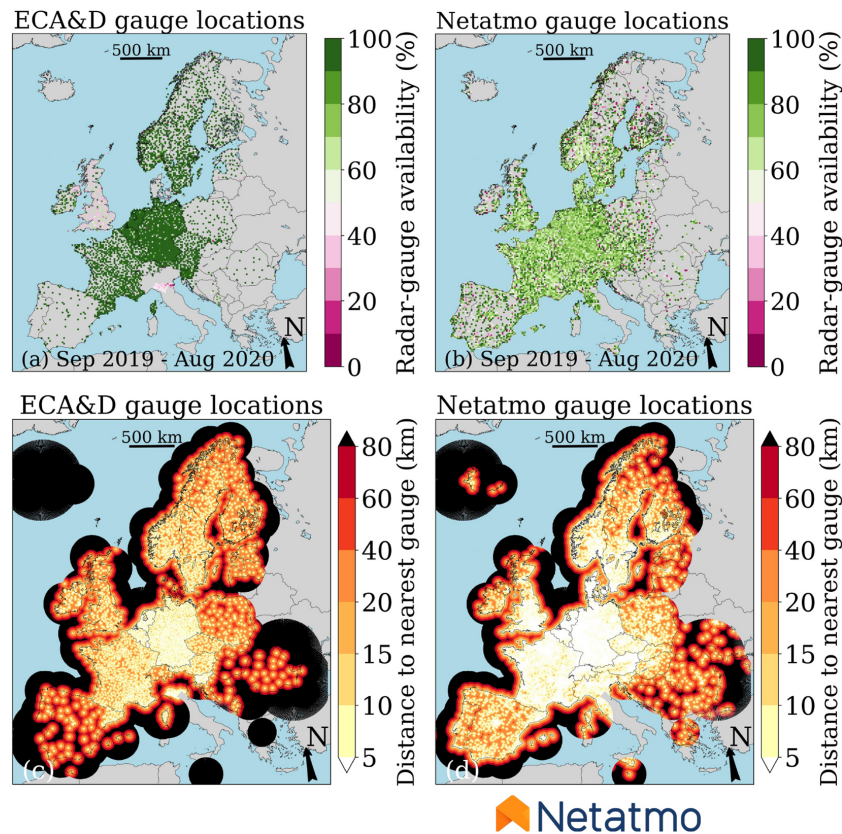 ECA&D gauge locations
500 km
100
80
60
40
20
0
Radar-gauge availability (%)
N
(a) Sep 2019 - Aug 2020
Netatmo gauge locations
500 km
100
80
60
40
20
0
Radar-gauge availability (%)
N
(b) Sep 2019 - Aug 2020
ECA&D gauge locations
500 km
80
60
40
20
15
10
5
Distance to nearest gauge (km)
N
(c)
Netatmo gauge locations
500 km
80
60
40
20
15
10
5
Distance to nearest gauge (km)
N
(d)
Netatmo